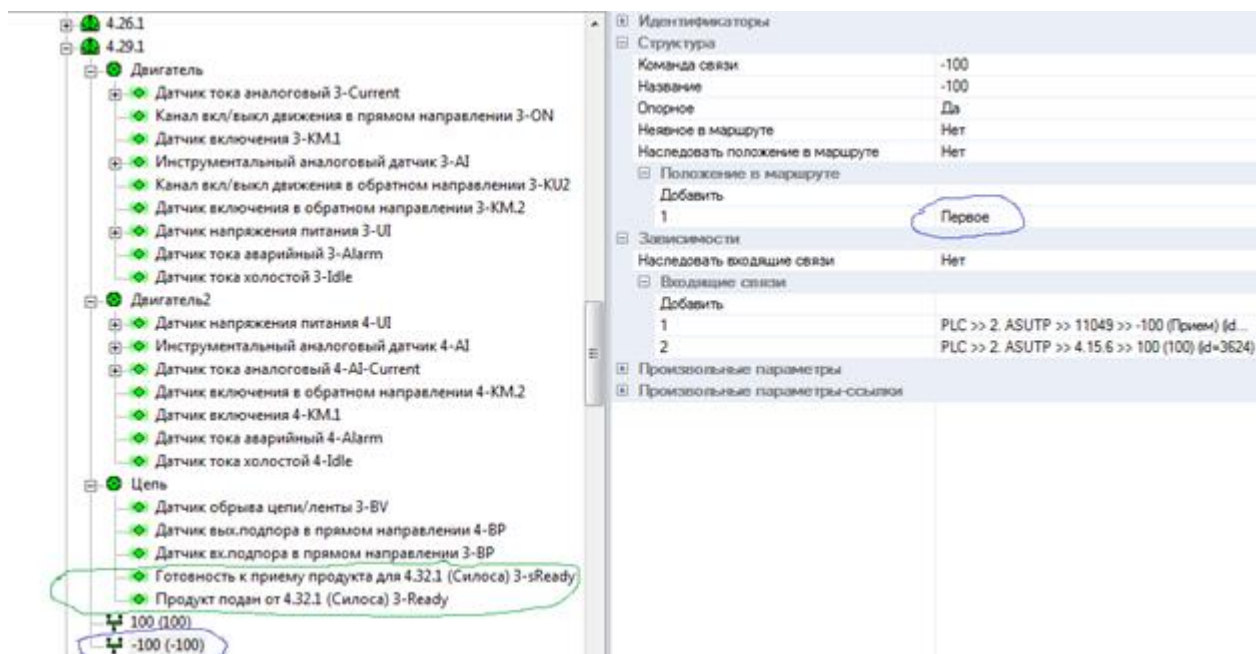 4.26.1
4.29.1
Двигатель
Датчик тока аналоговый 3-Current
Канал вкл/выкл движения в прямом направлении 3-ON
Датчик включения 3-KM.1
Инструментальный аналоговый датчик 3-AI
Канал вкл/выкл движения в обратном направлении 3-KU2
Датчик включения в обратном направлении 3-KM.2
Датчик напряжения питания 3-UI
Датчик тока аварийный 3-Alarm
Датчик тока холостой 3-Idle
Двигатель2
Датчик напряжения питания 4-UI
Инструментальный аналоговый датчик 4-AI
Датчик тока аналоговый 4-AI-Current
Датчик включения в обратном направлении 4-KM.2
Датчик включения 4-KM.1
Датчик тока аварийный 4-Alarm
Датчик тока холостой 4-Idle
Цепь
Датчик обрыва цепи/ленты 3-BV
Датчик вых.подпора в прямом направлении 4-BP
Датчик вх.подпора в прямом направлении 3-BP
Готовность к приему продукта для 4.32.1 (Силоса) 3-sReady
Продукт подан от 4.32.1 (Силоса) 3-Ready
100 (100)
-100 (-100)
Идентификаторы
Структура
Команда связи -100
Название -100
Опорное Да
Неявное в маршруте Нет
Наследовать положение в маршруте Нет
Положение в маршруте
Добавить
1 Первое
Зависимости
Наследовать входящие связи Нет
Входящие связи
Добавить
1 PLC >> 2. ASUTP >> 11049 >> -100 (Прием) (id...
2 PLC >> 2. ASUTP >> 4.15.6 >> 100 (100) (id=3624)
Произвольные параметры
Произвольные параметры-ссылки